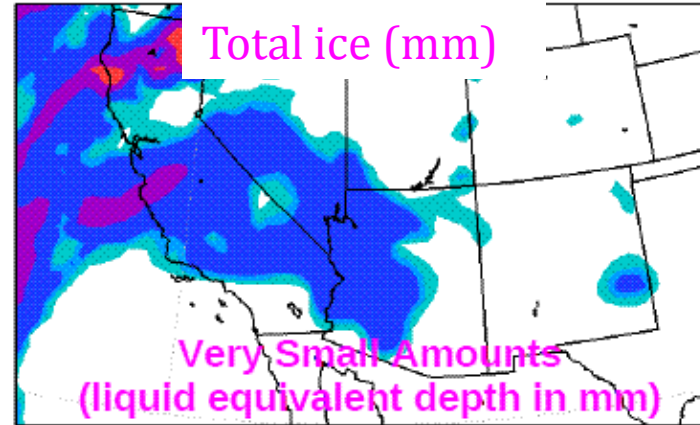 Total ice (mm)
Very Small Amounts
(liquid equivalent depth in mm)